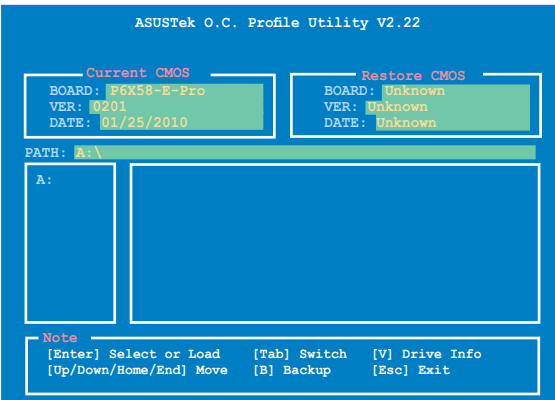 ASUSTek O.C. Profile Utility V2.22
Current CMOS
BOARD: P6X58-E-Pro
VER: 0201
DATE: 01/25/2010
Restore CMOS
BOARD: Unknown
VER: Unknown
DATE: Unknown
PATH: A:\
A:
Note
[Enter] Select or Load [Tab] Switch [V] Drive Info
[Up/Down/Home/End] Move [B] Backup [Esc] Exit